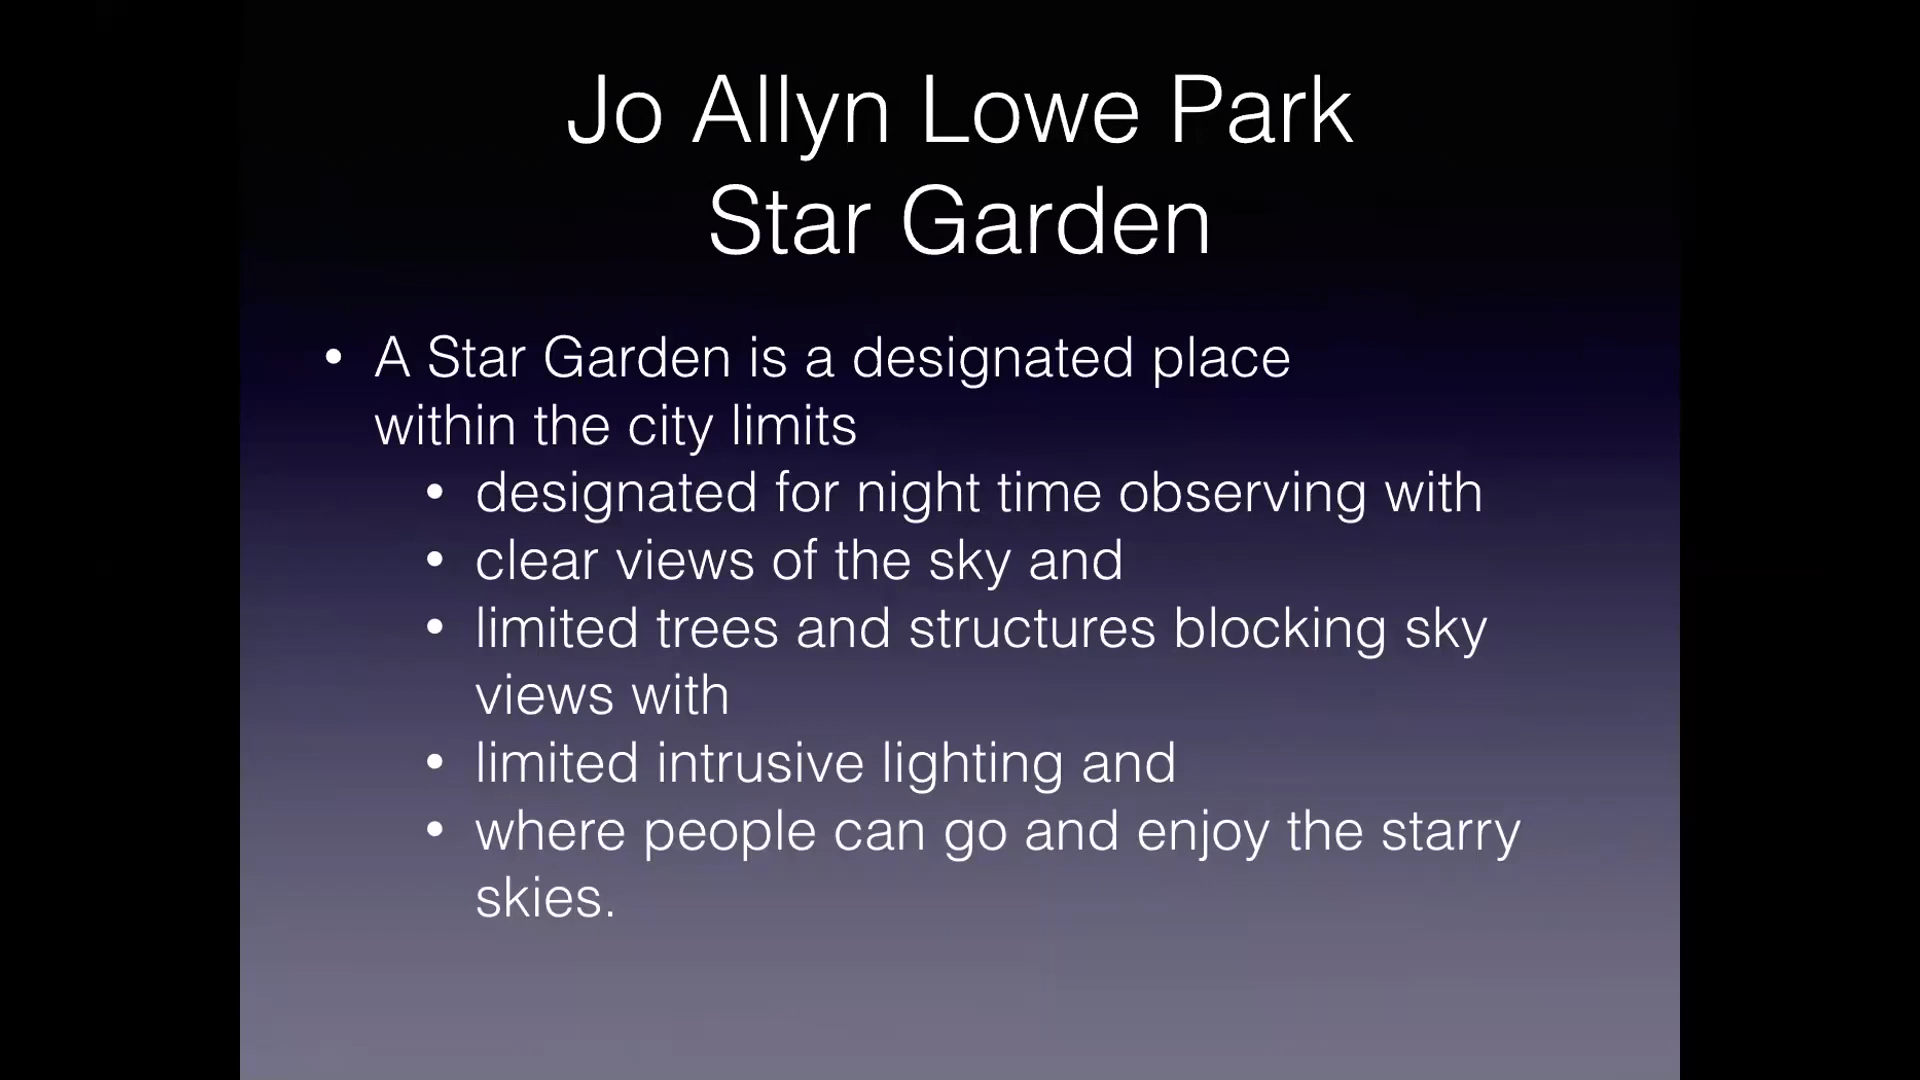 Jo Allyn Lowe Park
Star Garden
• A Star Garden is a designated place
within the city limits
• designated for night time observing with
• clear views of the sky and
• limited trees and structures blocking sky
views with
• limited intrusive lighting and
• where people can go and enjoy the starry
skies.